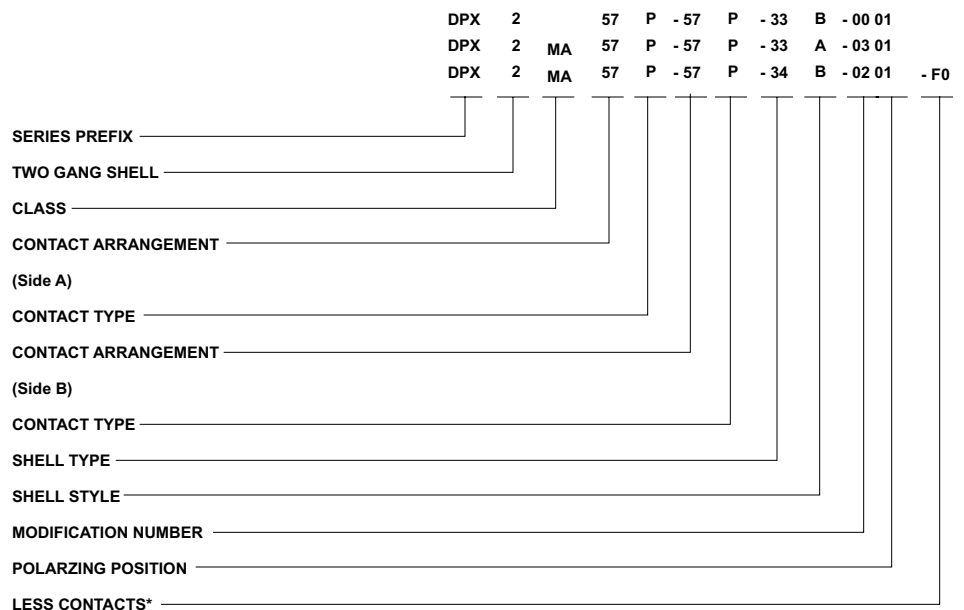 DPX 2 57 P - 57 P - 33 B - 00 01
DPX 2 MA 57 P - 57 P - 33 A - 03 01
DPX 2 MA 57 P - 57 P - 34 B - 02 01 - F0
SERIES PREFIX
TWO GANG SHELL
CLASS
CONTACT ARRANGEMENT
(Side A)
CONTACT TYPE
CONTACT ARRANGEMENT
(Side B)
CONTACT TYPE
SHELL TYPE
SHELL STYLE
MODIFICATION NUMBER
POLARZING POSITION
LESS CONTACTS*